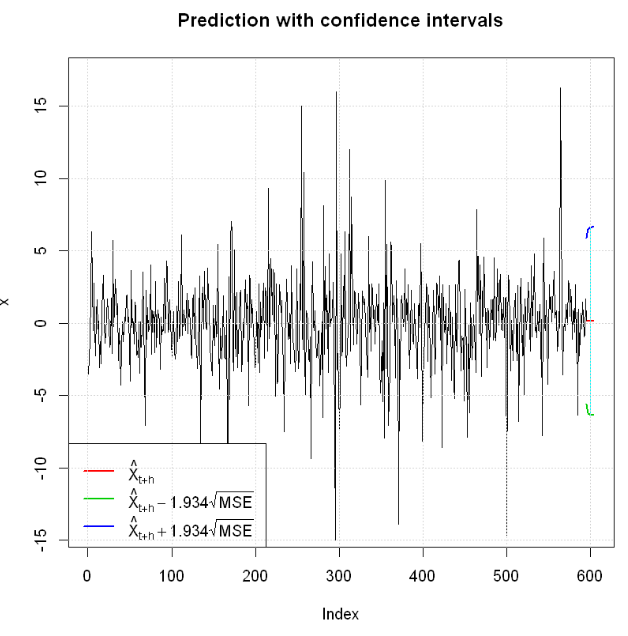 Prediction with confidence intervals
x
15
10
5
0
-5
-10
-15
X̂t+h
X̂t+h − 1.934√MSE
X̂t+h + 1.934√MSE
0 100 200 300 400 500 600
Index